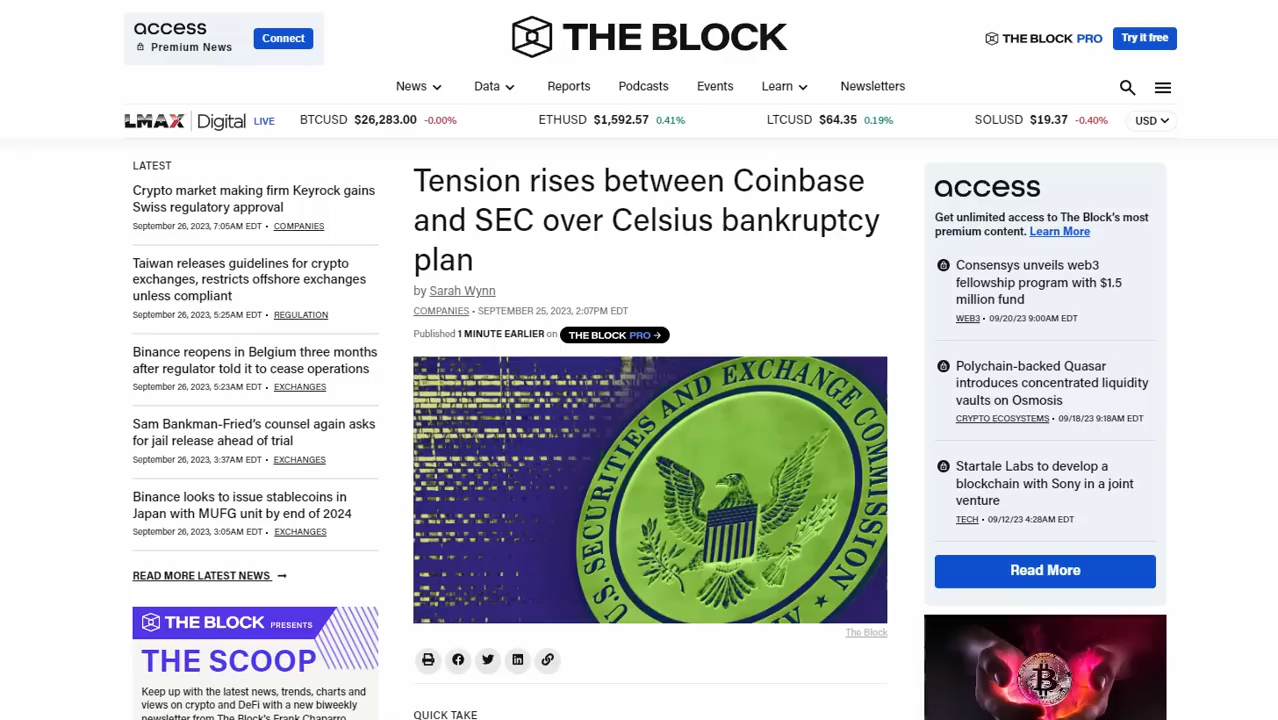 access
Premium News
Connect
THE BLOCK
THE BLOCK PRO
Try it free
News
Data
Reports
Podcasts
Events
Learn
Newsletters
LMAX Digital LIVE
BTCUSD $26,283.00 -0.00%
ETHUSD $1,592.57 0.41%
LTCUSD $64.35 0.19%
SOLUSD $19.37 -0.40%
USD
LATEST
Crypto market making firm Keyrock gains
Swiss regulatory approval
September 26, 2023, 7:05AM EDT • COMPANIES
Taiwan releases guidelines for crypto
exchanges, restricts offshore exchanges
unless compliant
September 26, 2023, 5:25AM EDT • REGULATION
Binance reopens in Belgium three months
after regulator told it to cease operations
September 26, 2023, 5:23AM EDT • EXCHANGES
Sam Bankman-Fried's counsel again asks
for jail release ahead of trial
September 26, 2023, 3:37AM EDT • EXCHANGES
Binance looks to issue stablecoins in
Japan with MUFG unit by end of 2024
September 26, 2023, 3:05AM EDT • EXCHANGES
READ MORE LATEST NEWS →
THE BLOCK PRESENTS
THE SCOOP
Keep up with the latest news, trends, charts and
views on crypto and DeFi with a new biweekly
newsletter from The Block's Frank Chaparro
Tension rises between Coinbase
and SEC over Celsius bankruptcy
plan
by Sarah Wynn
COMPANIES • SEPTEMBER 25, 2023, 2:07PM EDT
Published 1 MINUTE EARLIER on THE BLOCK PRO →
U.S. SECURITIES AND EXCHANGE COMMISSION
The Block
QUICK TAKE
access
Get unlimited access to The Block's most
premium content. Learn More
Consensys unveils web3
fellowship program with $1.5
million fund
WEB3 • 09/20/23 9:00AM EDT
Polychain-backed Quasar
introduces concentrated liquidity
vaults on Osmosis
CRYPTO ECOSYSTEMS • 09/18/23 9:18AM EDT
Startale Labs to develop a
blockchain with Sony in a joint
venture
TECH • 09/12/23 4:28AM EDT
Read More